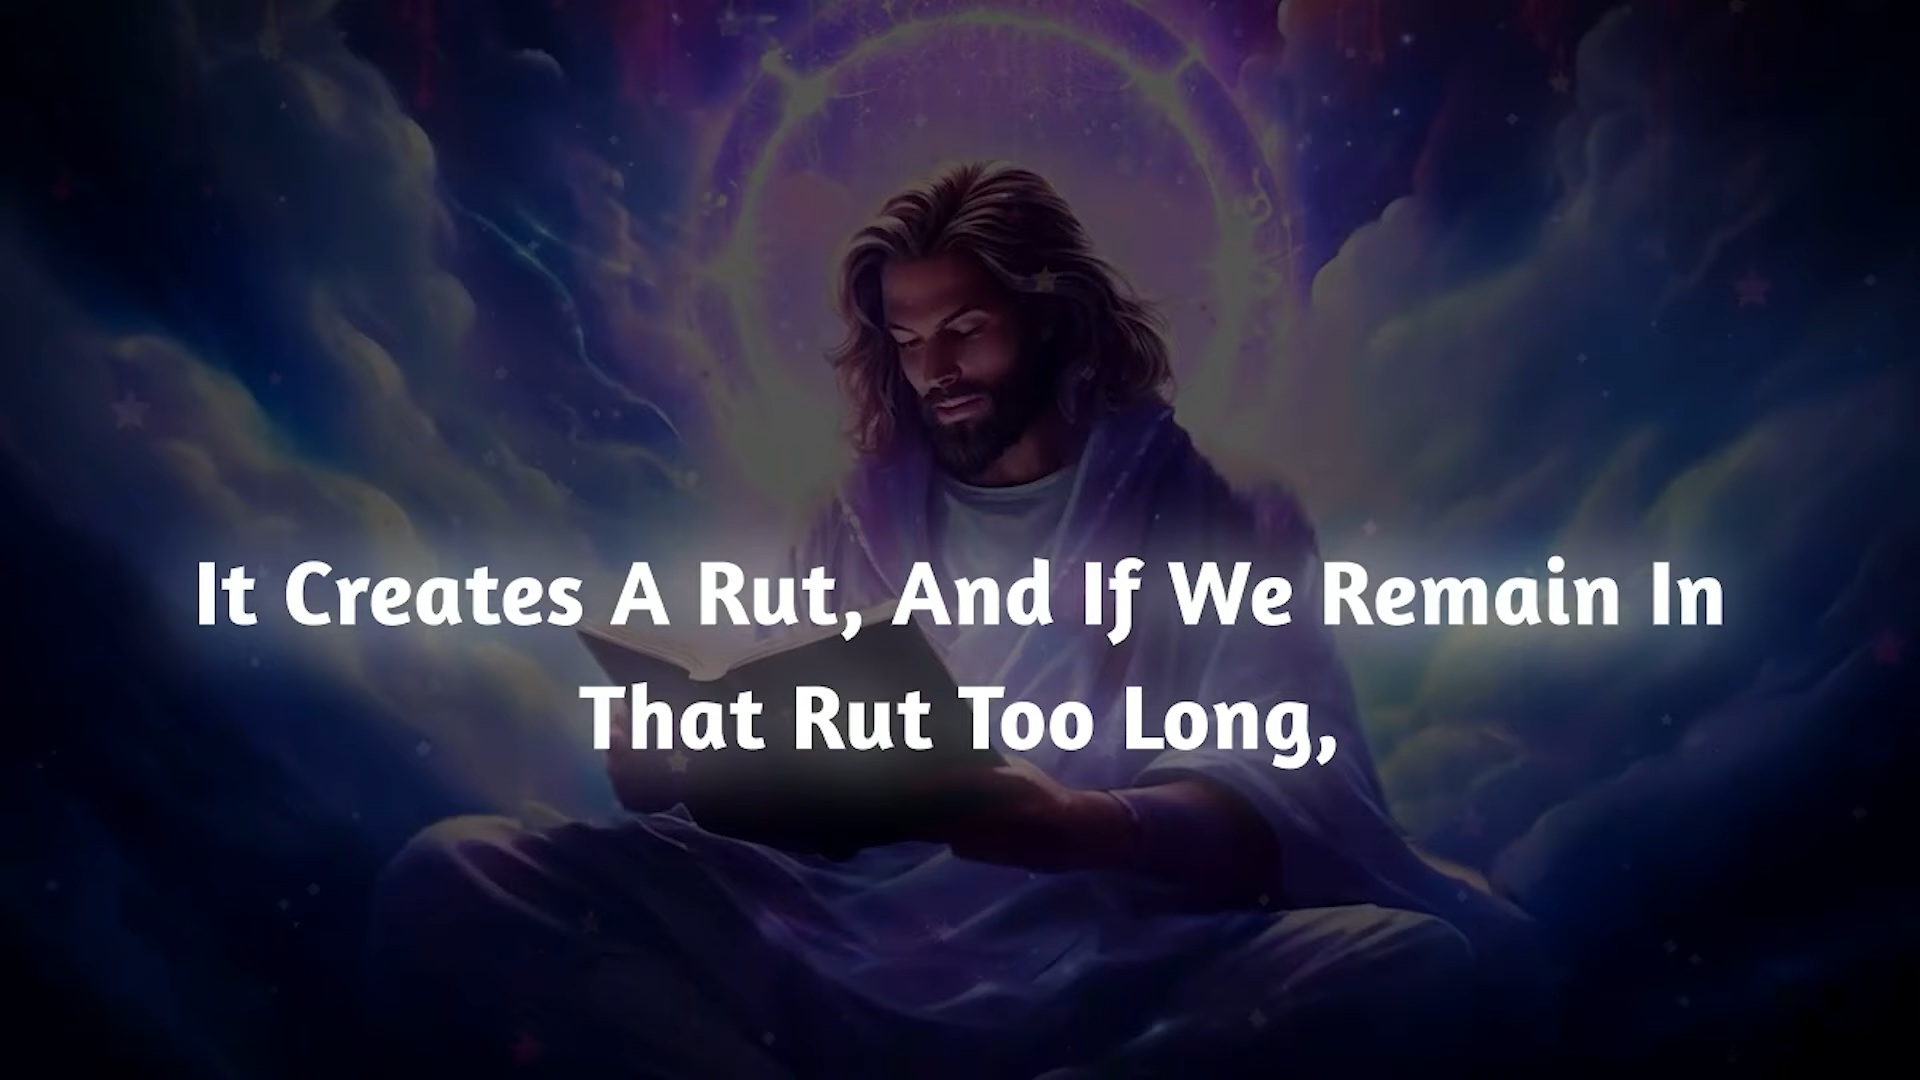 It Creates A Rut, And If We Remain In
That Rut Too Long,